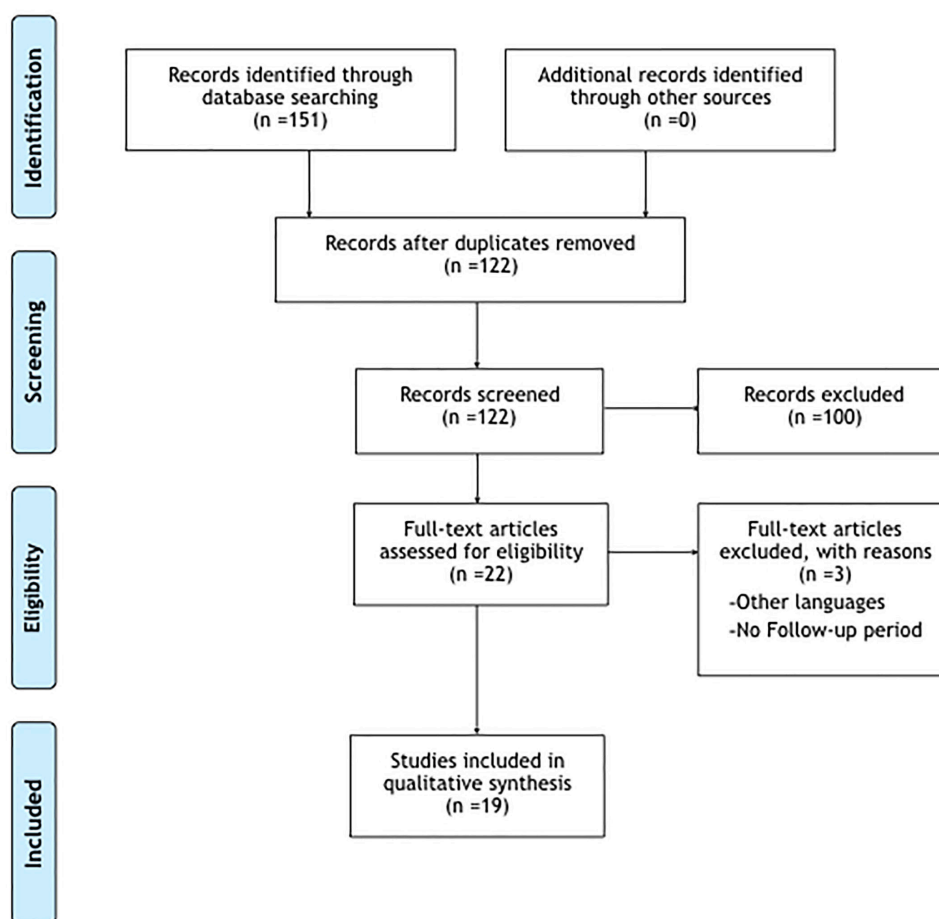 Identification
Records identified through
database searching
(n =151)
Additional records identified
through other sources
(n =0)
Records after duplicates removed
(n =122)
Screening
Records screened
(n =122)
Records excluded
(n =100)
Eligibility
Full-text articles
assessed for eligibility
(n =22)
Full-text articles
excluded, with reasons
(n =3)
-Other languages
-No Follow-up period
Included
Studies included in
qualitative synthesis
(n =19)